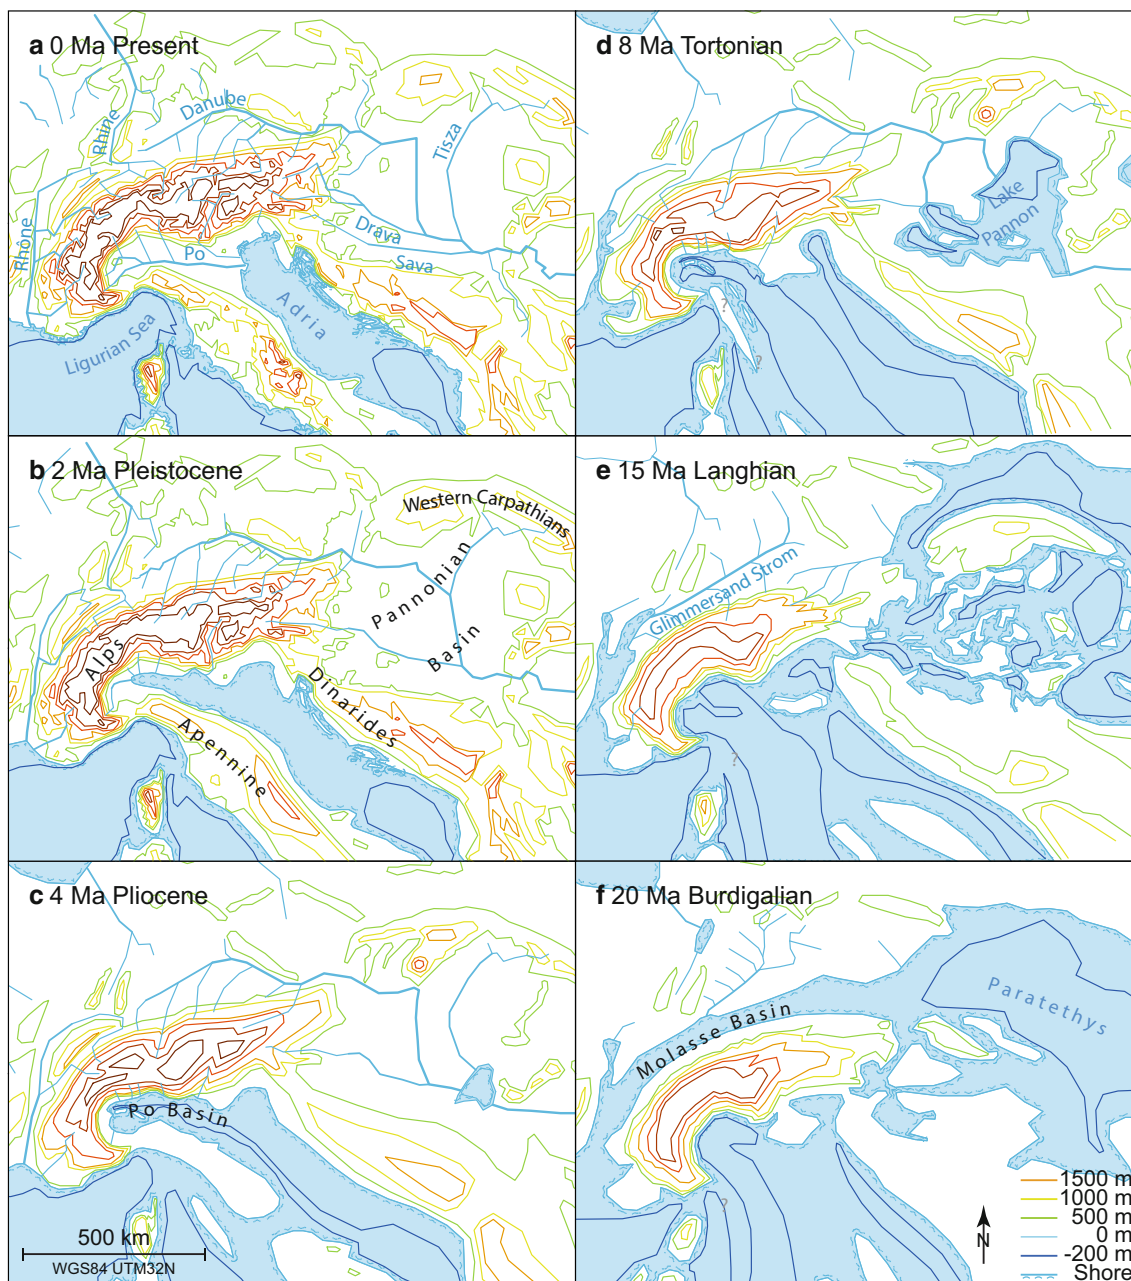 a 0 Ma Present
Danube
Rhine
Tisza
Rhône
Drava
Po
Sava
Adria
Ligurian Sea
d 8 Ma Tortonian
Lake
Pannon
?
?
b 2 Ma Pleistocene
Western Carpathians
Pannonian
Basin
Alps
Dinarides
Apennine
e 15 Ma Langhian
Glimmersand Strom
?
c 4 Ma Pliocene
Po Basin
500 km
WGS84 UTM32N
f 20 Ma Burdigalian
Paratethys
Molasse Basin
?
N
1500 m
1000 m
500 m
0 m
-200 m
Shore